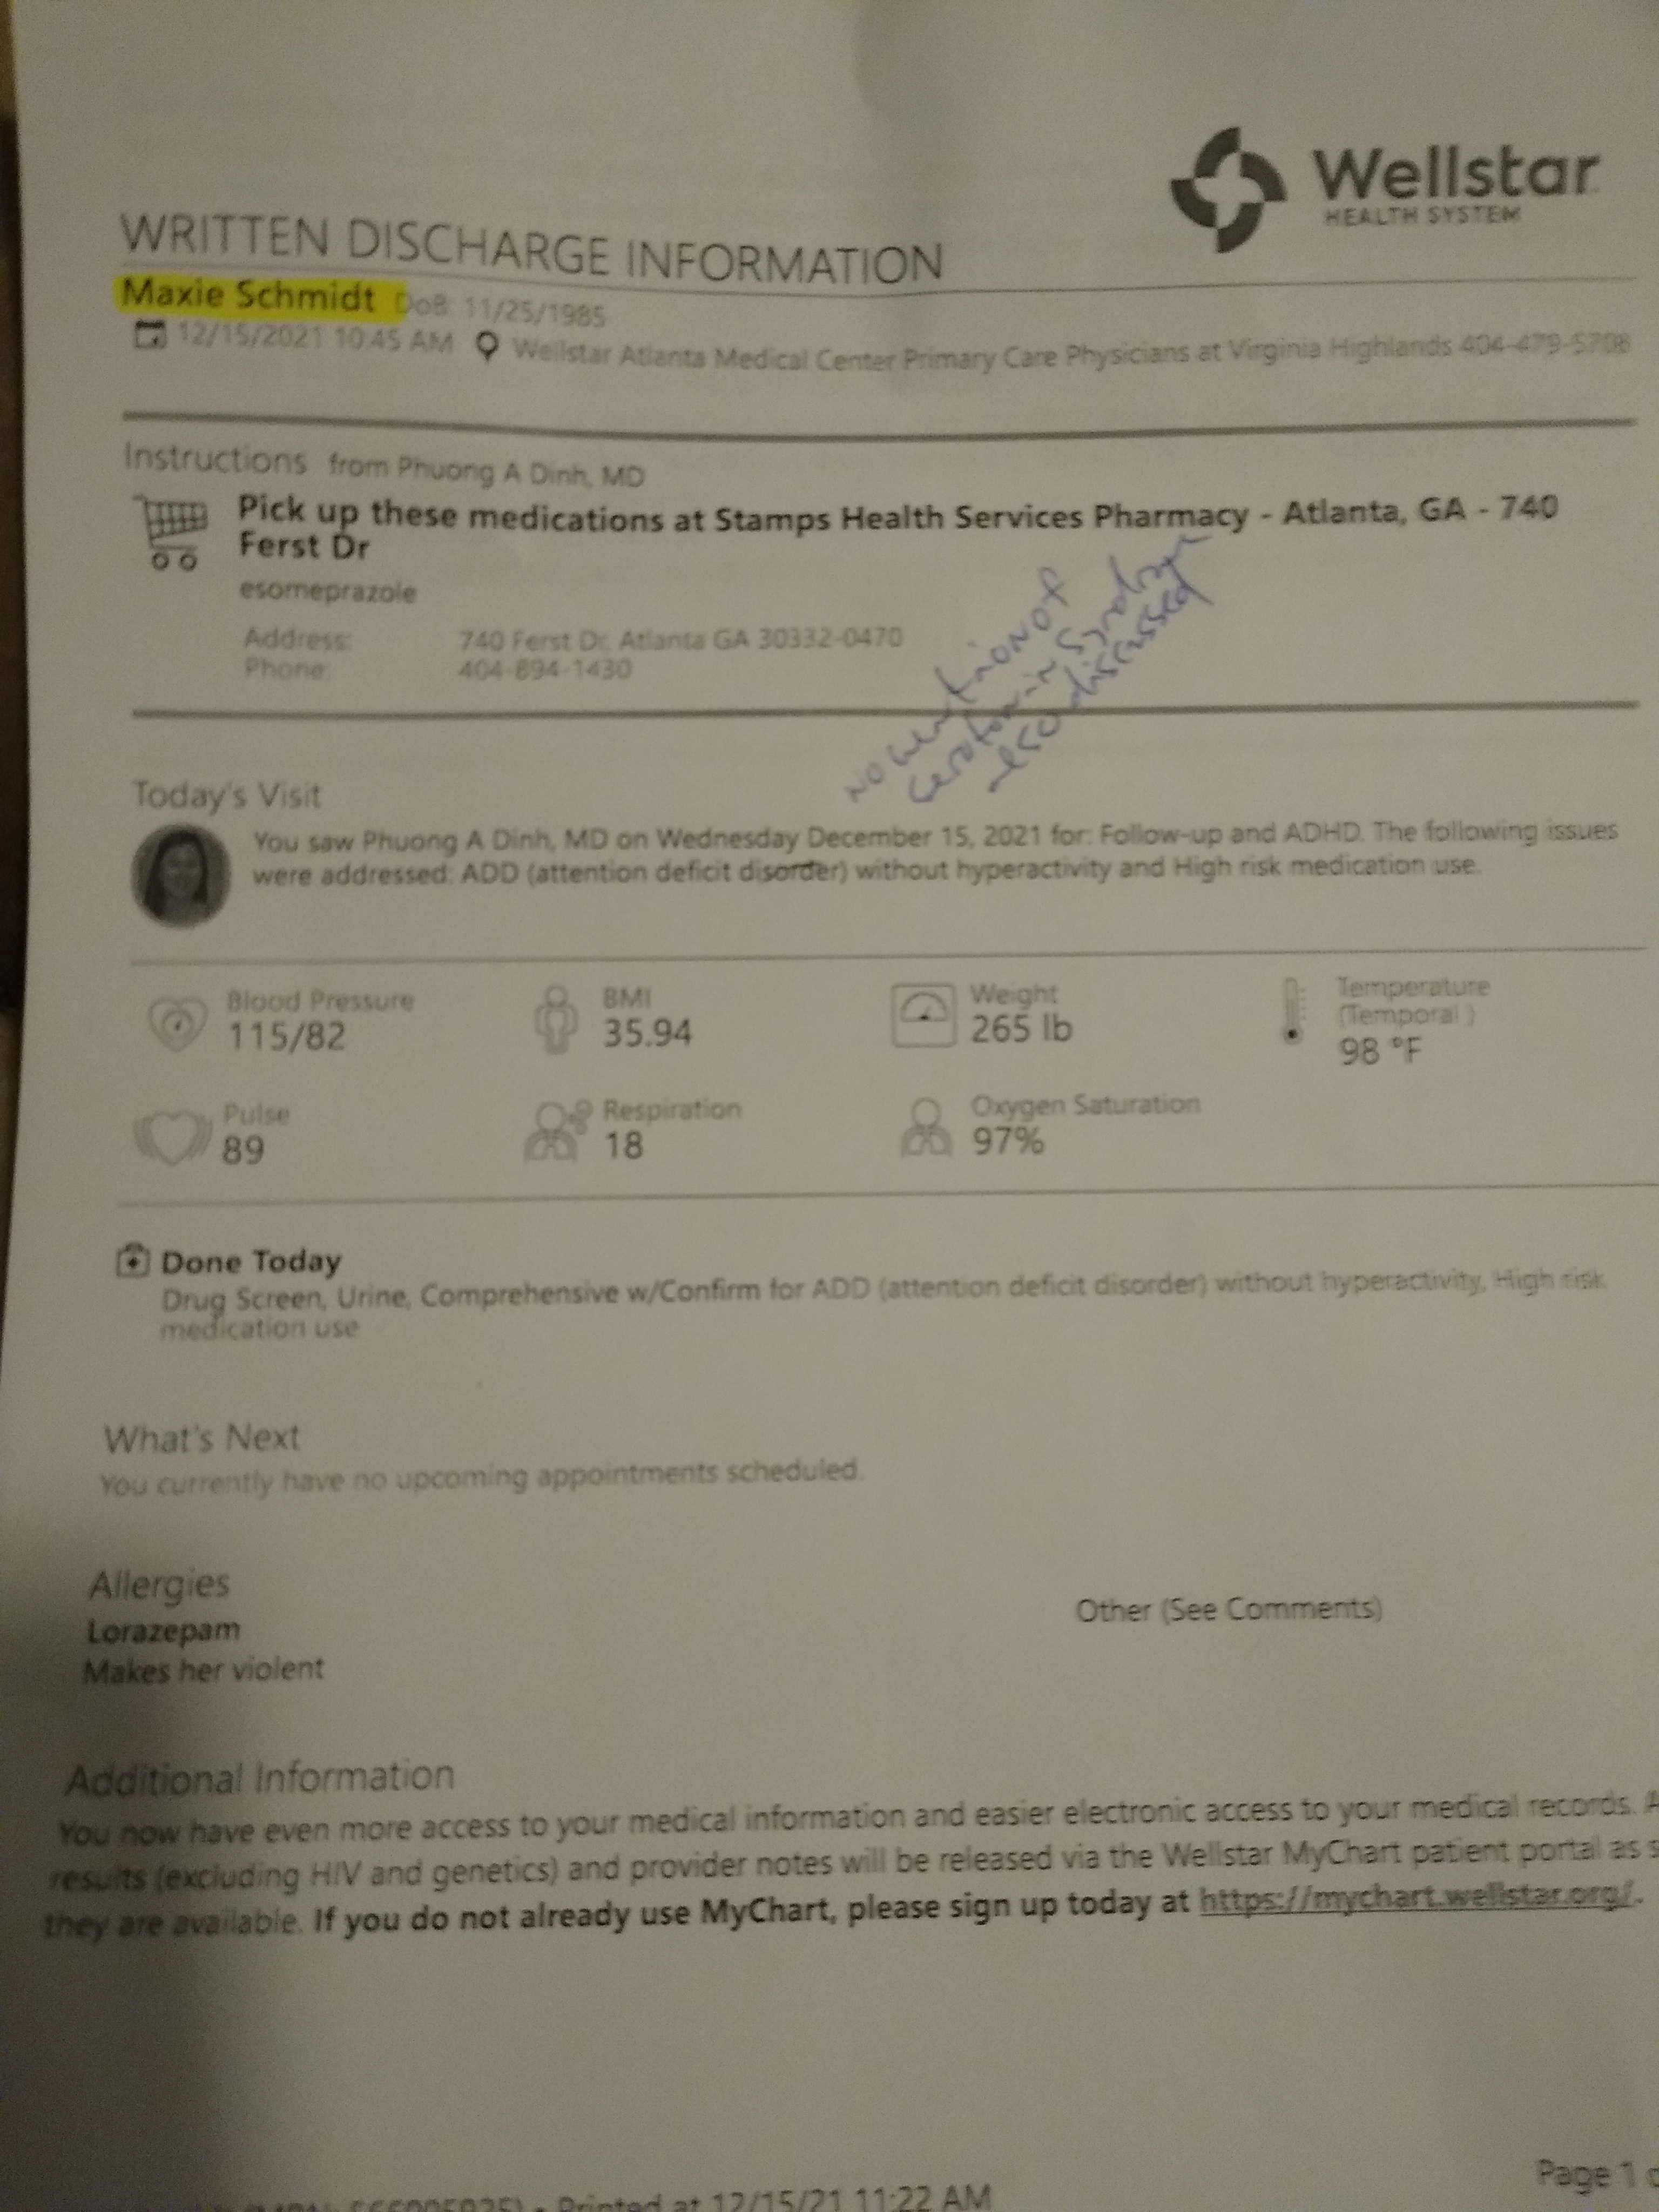 Wellstar
HEALTH SYSTEM
WRITTEN DISCHARGE INFORMATION
Maxie Schmidt DoB: 11/25/1985
12/15/2021 10:45 AM Wellstar Atlanta Medical Center Primary Care Physicians at Virginia Highlands 404-479-5708
Instructions from Phuong A Dinh, MD
Pick up these medications at Stamps Health Services Pharmacy - Atlanta, GA - 740
Ferst Dr
esomeprazole
Address: 740 Ferst Dr. Atlanta GA 30332-0470
Phone: 404-894-1430
No mention of
also discussed
Today's Visit
You saw Phuong A Dinh, MD on Wednesday December 15, 2021 for: Follow-up and ADHD. The following issues
were addressed: ADD (attention deficit disorder) without hyperactivity and High risk medication use.
Blood Pressure
115/82
BMI
35.94
Weight
265 lb
Temperature
(Temporal )
98 °F
Pulse
89
Respiration
18
Oxygen Saturation
97%
Done Today
Drug Screen, Urine, Comprehensive w/Confirm for ADD (attention deficit disorder) without hyperactivity, High risk
medication use
What's Next
You currently have no upcoming appointments scheduled.
Allergies
Lorazepam Other (See Comments)
Makes her violent
Additional Information
You now have even more access to your medical information and easier electronic access to your medical records.
results (excluding HIV and genetics) and provider notes will be released via the Wellstar MyChart patient portal as
they are available. If you do not already use MyChart, please sign up today at https://mychart.wellstar.org/.
Printed at 12/15/21 11:22 AM
Page 1